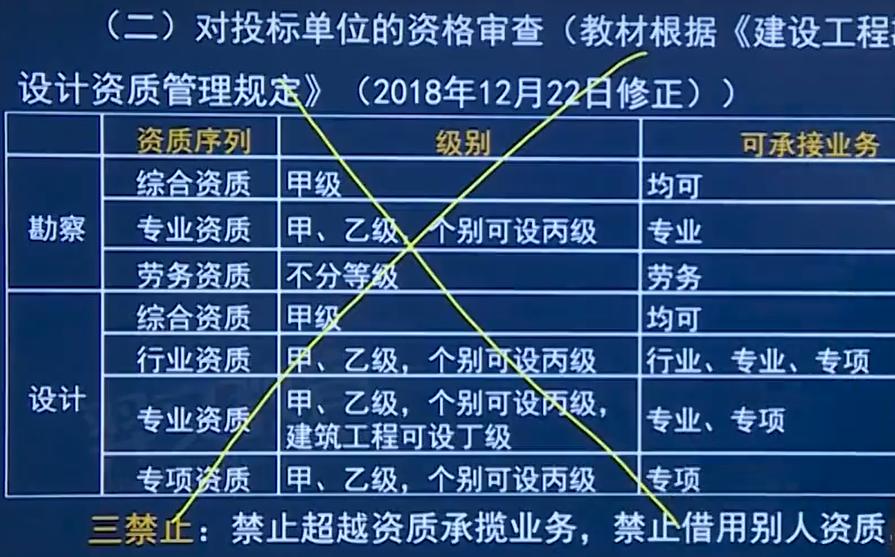 （二）对投标单位的资格审查（教材根据《建设工程
设计资质管理规定》（2018年12月22日修正））
资质序列 级别 可承接业务
勘察 综合资质 甲级 均可
专业资质 甲、乙级，个别可设丙级 专业
劳务资质 不分等级 劳务
设计 综合资质 甲级 均可
行业资质 甲、乙级，个别可设丙级 行业、专业、专项
专业资质 甲、乙级，个别可设丙级，
建筑工程可设丁级 专业、专项
专项资质 甲、乙级，个别可设丙级 专项
三禁止：禁止超越资质承揽业务，禁止借用别人资质